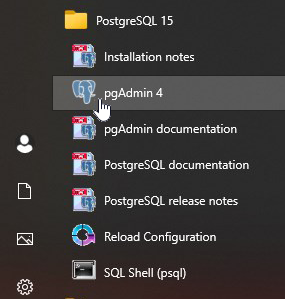 PostgreSQL 15
Installation notes
pgAdmin 4
pgAdmin documentation
PostgreSQL documentation
PostgreSQL release notes
Reload Configuration
SQL Shell (psql)